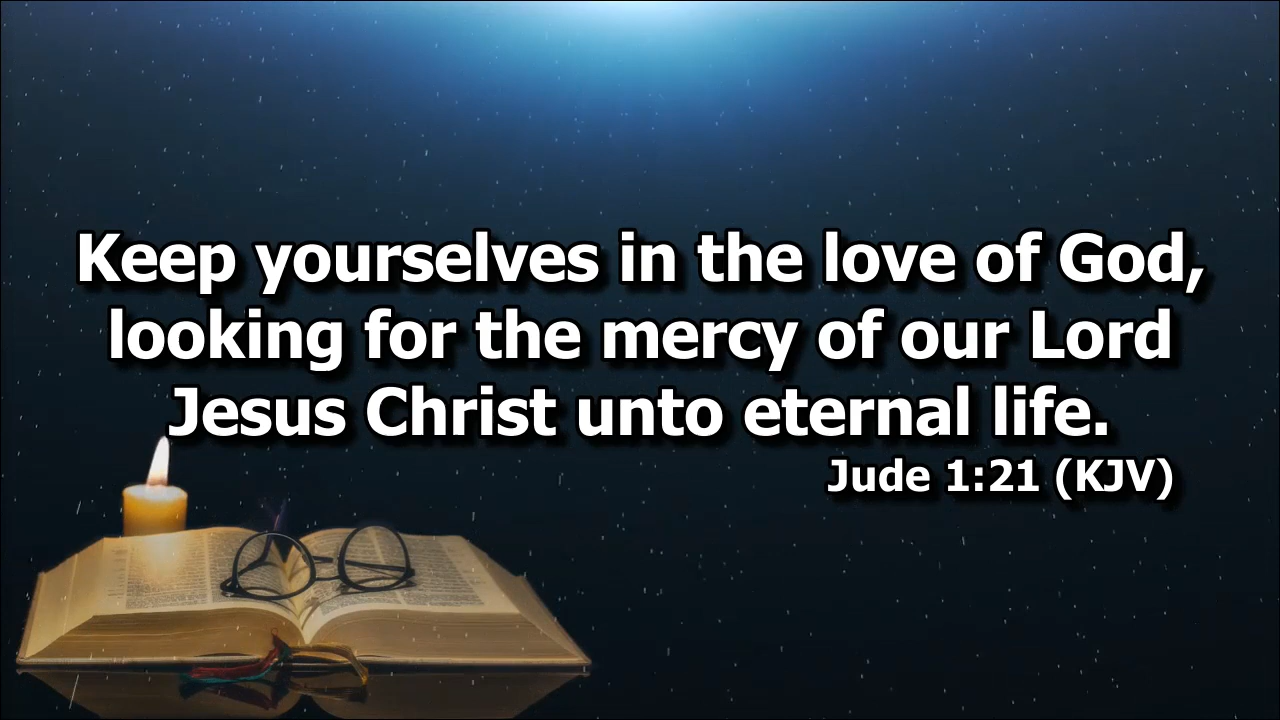 Keep yourselves in the love of God,
looking for the mercy of our Lord
Jesus Christ unto eternal life.
Jude 1:21 (KJV)